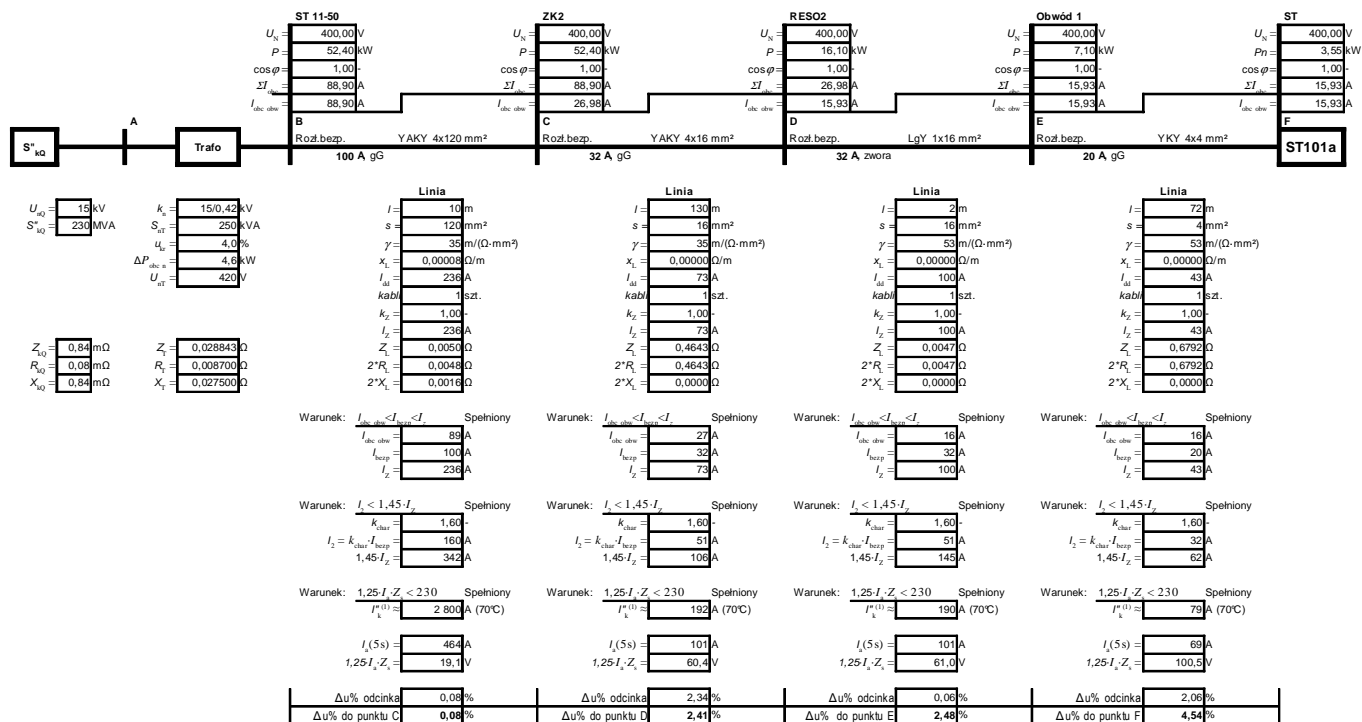 ST 11-50 ZK2 RESO2 Obwód 1 ST
U_N = 400,00 V U_N = 400,00 V U_N = 400,00 V U_N = 400,00 V U_N = 400,00 V
P = 52,40 kW P = 52,40 kW P = 16,10 kW P = 7,10 kW Pn = 3,55 kW
cosφ = 1,00 - cosφ = 1,00 - cosφ = 1,00 - cosφ = 1,00 - cosφ = 1,00 -
ΣI_obc = 88,90 A ΣI_obc = 88,90 A ΣI_obc = 26,98 A ΣI_obc = 15,93 A ΣI_obc = 15,93 A
I_obc obw = 88,90 A I_obc obw = 26,98 A I_obc obw = 15,93 A I_obc obw = 15,93 A I_obc obw = 15,93 A
A B C D E F
S"_kQ Trafo Rozł.bezp. YAKY 4x120 mm² Rozł.bezp. YAKY 4x16 mm² Rozł.bezp. LgY 1x16 mm² Rozł.bezp. YKY 4x4 mm² ST101a
100 A, gG 32 A, gG 32 A, zwora 20 A, gG
Linia Linia Linia Linia
U_nQ = 15 kV k_n = 15/0,42 kV l = 10 m l = 130 m l = 2 m l = 72 m
S"_kQ = 230 MVA S_nT = 250 kVA s = 120 mm² s = 16 mm² s = 16 mm² s = 4 mm²
u_kr = 4,0 % γ = 35 m/(Ω·mm²) γ = 35 m/(Ω·mm²) γ = 53 m/(Ω·mm²) γ = 53 m/(Ω·mm²)
ΔP_obc n = 4,6 kW x_L = 0,00008 Ω/m x_L = 0,00000 Ω/m x_L = 0,00000 Ω/m x_L = 0,00000 Ω/m
U_nT = 420 V I_dd = 236 A I_dd = 73 A I_dd = 100 A I_dd = 43 A
kabli 1 szt. kabli 1 szt. kabli 1 szt. kabli 1 szt.
k_Z = 1,00 - k_Z = 1,00 - k_Z = 1,00 - k_Z = 1,00 -
I_Z = 236 A I_Z = 73 A I_Z = 100 A I_Z = 43 A
Z_kQ = 0,84 mΩ Z_T = 0,028843 Ω Z_L = 0,0050 Ω Z_L = 0,4643 Ω Z_L = 0,0047 Ω Z_L = 0,6792 Ω
R_kQ = 0,08 mΩ R_T = 0,008700 Ω 2*R_L = 0,0048 Ω 2*R_L = 0,4643 Ω 2*R_L = 0,0047 Ω 2*R_L = 0,6792 Ω
X_kQ = 0,84 mΩ X_T = 0,027500 Ω 2*X_L = 0,0016 Ω 2*X_L = 0,0000 Ω 2*X_L = 0,0000 Ω 2*X_L = 0,0000 Ω
Warunek: I_obc obw<I_bezp<I_z Spełniony Warunek: I_obc obw<I_bezp<I_z Spełniony Warunek: I_obc obw<I_bezp<I_z Spełniony Warunek: I_obc obw<I_bezp<I_z Spełniony
I_obc obw = 89 A I_obc obw = 27 A I_obc obw = 16 A I_obc obw = 16 A
I_bezp = 100 A I_bezp = 32 A I_bezp = 32 A I_bezp = 20 A
I_Z = 236 A I_Z = 73 A I_Z = 100 A I_Z = 43 A
Warunek: I_2 < 1,45·I_Z Spełniony Warunek: I_2 < 1,45·I_Z Spełniony Warunek: I_2 < 1,45·I_Z Spełniony Warunek: I_2 < 1,45·I_Z Spełniony
k_char = 1,60 - k_char = 1,60 - k_char = 1,60 - k_char = 1,60 -
I_2 = k_char·I_bezp = 160 A I_2 = k_char·I_bezp = 51 A I_2 = k_char·I_bezp = 51 A I_2 = k_char·I_bezp = 32 A
1,45·I_Z = 342 A 1,45·I_Z = 106 A 1,45·I_Z = 145 A 1,45·I_Z = 62 A
Warunek: 1,25·I_a·Z_s < 230 Spełniony Warunek: 1,25·I_a·Z_s < 230 Spełniony Warunek: 1,25·I_a·Z_s < 230 Spełniony Warunek: 1,25·I_a·Z_s < 230 Spełniony
I"_k^(1) ≈ 2 800 A (70°C) I"_k^(1) ≈ 192 A (70°C) I"_k^(1) ≈ 190 A (70°C) I"_k^(1) ≈ 79 A (70°C)
I_a(5s) = 464 A I_a(5s) = 101 A I_a(5s) = 101 A I_a(5s) = 69 A
1,25·I_a·Z_s = 19,1 V 1,25·I_a·Z_s = 60,4 V 1,25·I_a·Z_s = 61,0 V 1,25·I_a·Z_s = 100,5 V
Δu% odcinka 0,08 % Δu% odcinka 2,34 % Δu% odcinka 0,06 % Δu% odcinka 2,06 %
Δu% do punktu C 0,08 % Δu% do punktu D 2,41 % Δu% do punktu E 2,48 % Δu% do punktu F 4,54 %